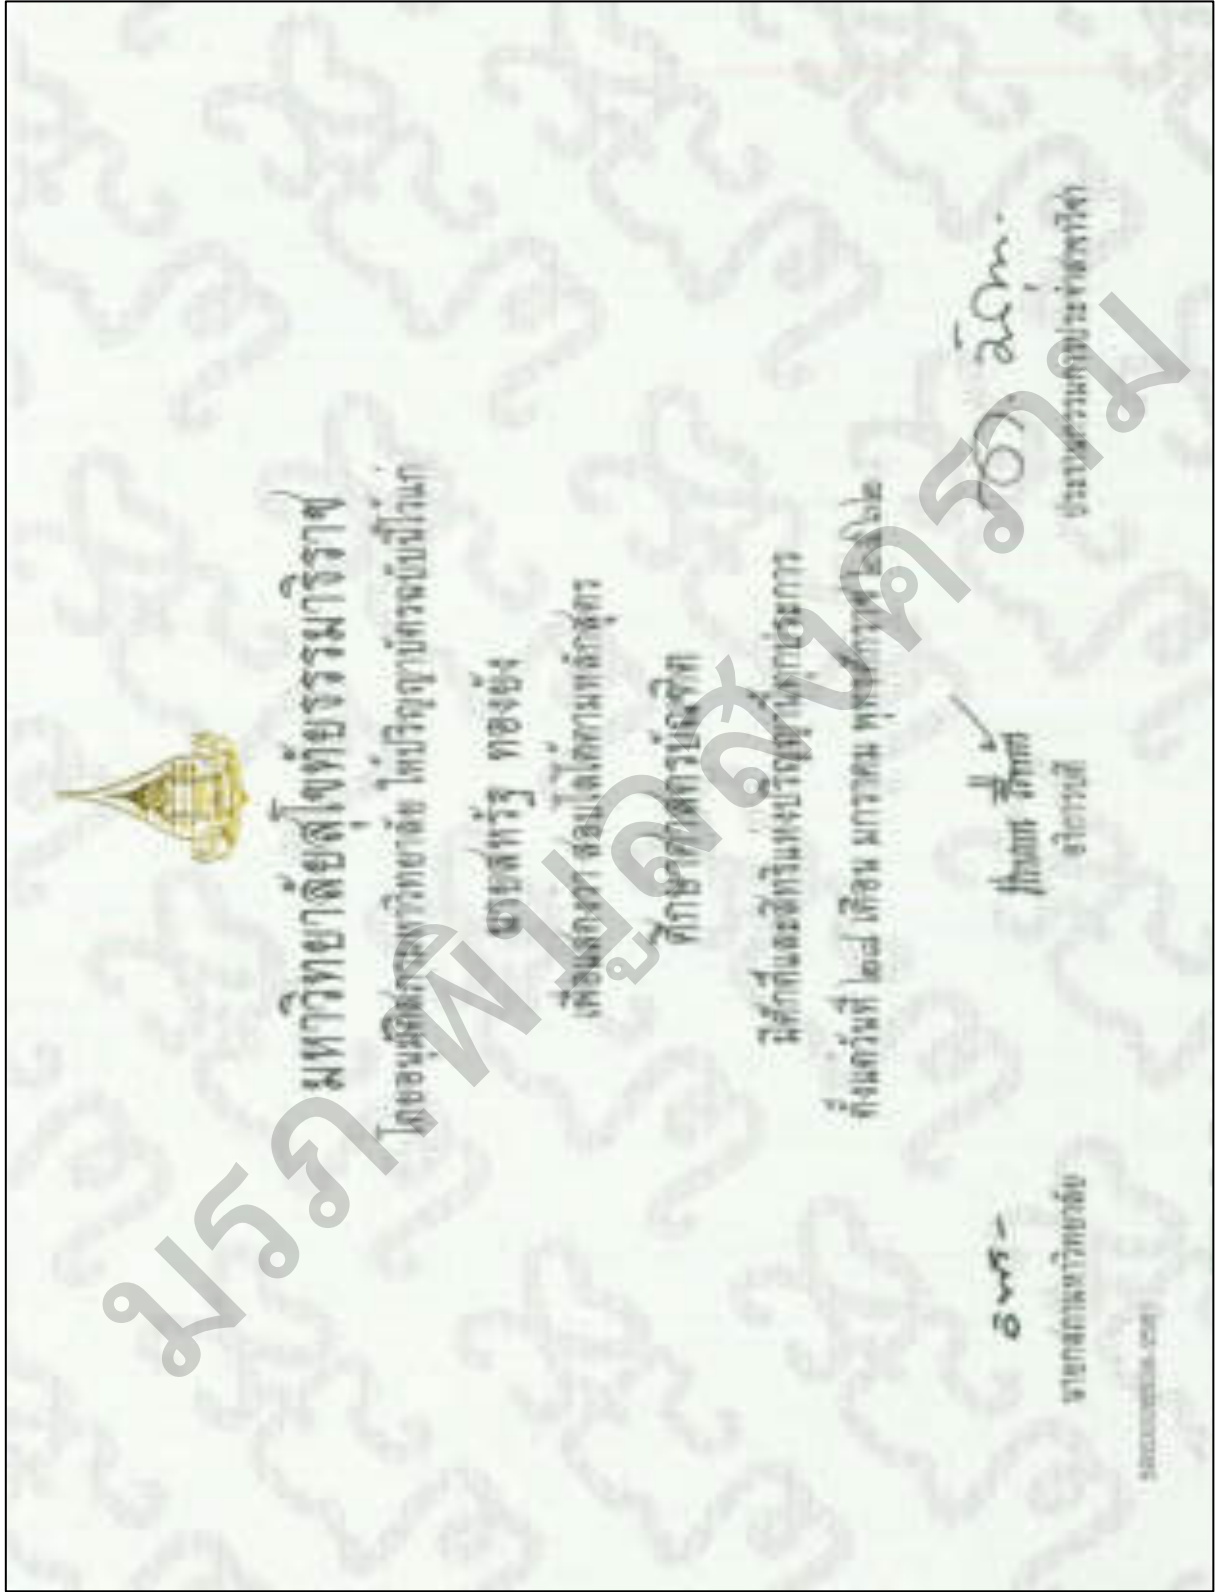 มหาวิทยาลัยสุโขทัยธรรมาธิราช
โดยอนุมัติสภามหาวิทยาลัย ให้ปริญญาบัตรฉบับนี้ไว้แก่
นายสหรัฐ ทองยัง
เพื่อแสดงว่า สอบไล่ได้ตามหลักสูตร
ศึกษาศาสตรบัณฑิต
มีศักดิ์และสิทธิแห่งปริญญานี้ทุกประการ
ตั้งแต่วันที่ ๒๘ เดือน มกราคม พุทธศักราช ๒๕๖๒
นายกสภามหาวิทยาลัย
อธิการบดี
ประธานกรรมการประจำสาขาวิชา
มรภ.พิบูลสงคราม